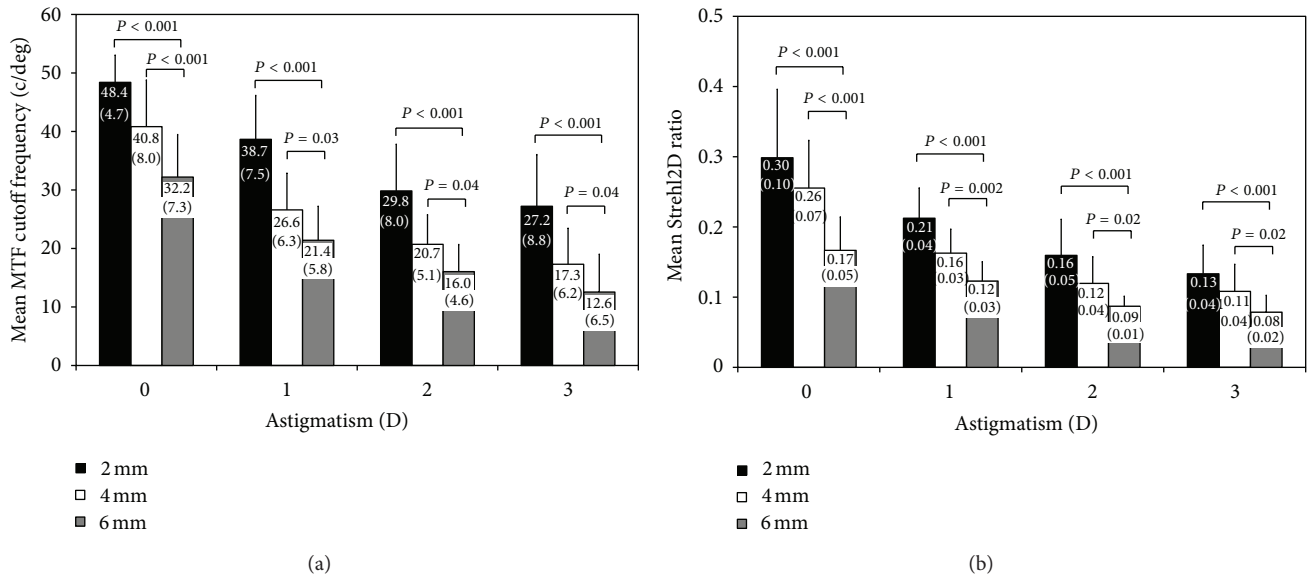 60
50
40
30
20
10
0
Mean MTF cutoff frequency (c/deg)
P < 0.001
P < 0.001
48.4
(4.7)
40.8
(8.0)
32.2
(7.3)
P < 0.001
P = 0.03
38.7
(7.5)
26.6
(6.3)
21.4
(5.8)
P < 0.001
P = 0.04
29.8
(8.0)
20.7
(5.1)
16.0
(4.6)
P < 0.001
P = 0.04
27.2
(8.8)
17.3
(6.2)
12.6
(6.5)
0 1 2 3
Astigmatism (D)
2 mm
4 mm
6 mm
(a)
0.5
0.4
0.3
0.2
0.1
0
Mean Strehl2D ratio
P < 0.001
P < 0.001
0.30
(0.10)
0.26
0.07)
0.17
(0.05)
P < 0.001
P = 0.002
0.21
(0.04)
0.16
0.03)
0.12
(0.03)
P < 0.001
P = 0.02
0.16
(0.05)
0.12
0.04)
0.09
(0.01)
P < 0.001
P = 0.02
0.13
(0.04)
0.11
0.04)
0.08
(0.02)
0 1 2 3
Astigmatism (D)
2 mm
4 mm
6 mm
(b)